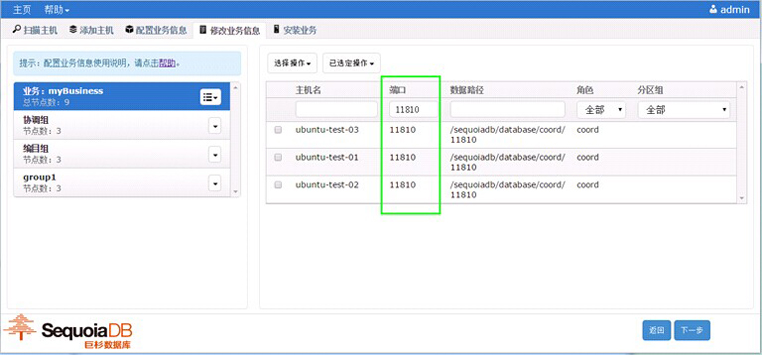 主页 帮助 admin
扫描主机 添加主机 配置业务信息 修改业务信息 安装业务
提示：配置业务信息使用说明，请点击帮助。
业务：myBusiness
总节点数：9
协调组
节点数：3
编目组
节点数：3
group1
节点数：3
选择操作 已选定操作
主机名 端口 数据路径 角色 分区组
11810 全部 全部
ubuntu-test-03 11810 /sequoiadb/database/coord/ coord
11810
ubuntu-test-01 11810 /sequoiadb/database/coord/ coord
11810
ubuntu-test-02 11810 /sequoiadb/database/coord/ coord
11810
SequoiaDB
巨杉数据库
返回 下一步